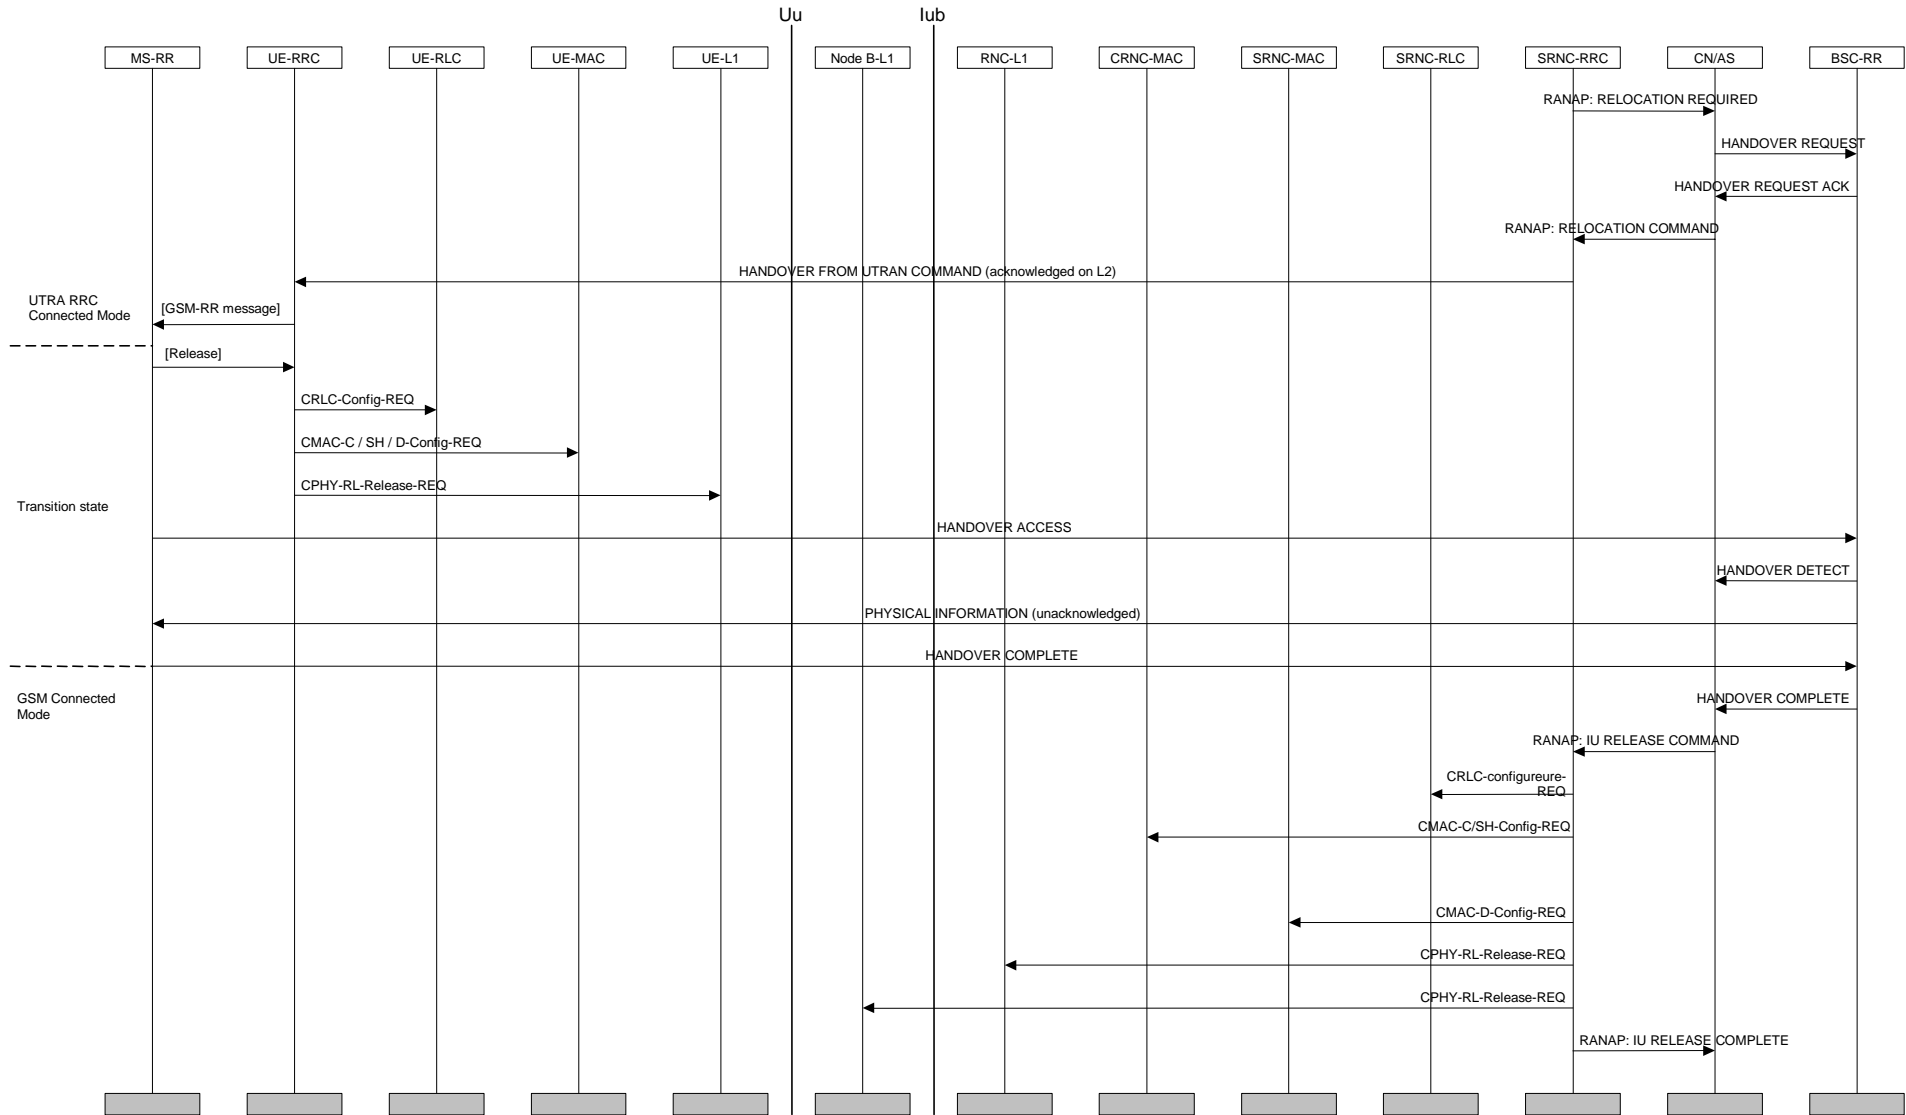 Uu
Iub
MS-RR
UE-RRC
UE-RLC
UE-MAC
UE-L1
Node B-L1
RNC-L1
CRNC-MAC
SRNC-MAC
SRNC-RLC
SRNC-RRC
CN/AS
BSC-RR
RANAP: RELOCATION REQUIRED
HANDOVER REQUEST
HANDOVER REQUEST ACK
RANAP: RELOCATION COMMAND
HANDOVER FROM UTRAN COMMAND (acknowledged on L2)
UTRA RRC
Connected Mode
[GSM-RR message]
[Release]
CRLC-Config-REQ
CMAC-C / SH / D-Config-REQ
CPHY-RL-Release-REQ
Transition state
HANDOVER ACCESS
HANDOVER DETECT
PHYSICAL INFORMATION (unacknowledged)
HANDOVER COMPLETE
GSM Connected
Mode
HANDOVER COMPLETE
RANAP: IU RELEASE COMMAND
CRLC-configureure-
REQ
CMAC-C/SH-Config-REQ
CMAC-D-Config-REQ
CPHY-RL-Release-REQ
CPHY-RL-Release-REQ
RANAP: IU RELEASE COMPLETE